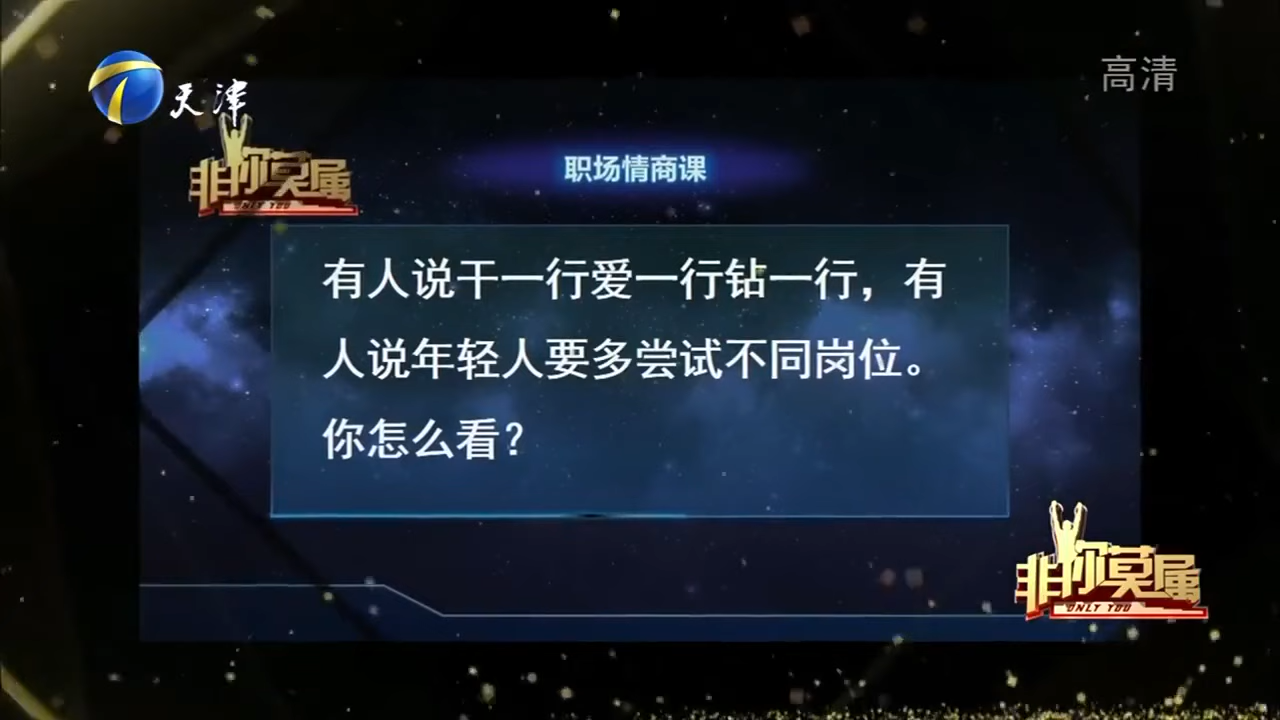 天津
高清
非你莫属
ONLY YOU
职场情商课
有人说干一行爱一行钻一行，有
人说年轻人要多尝试不同岗位。
你怎么看？
非你莫属
ONLY YOU